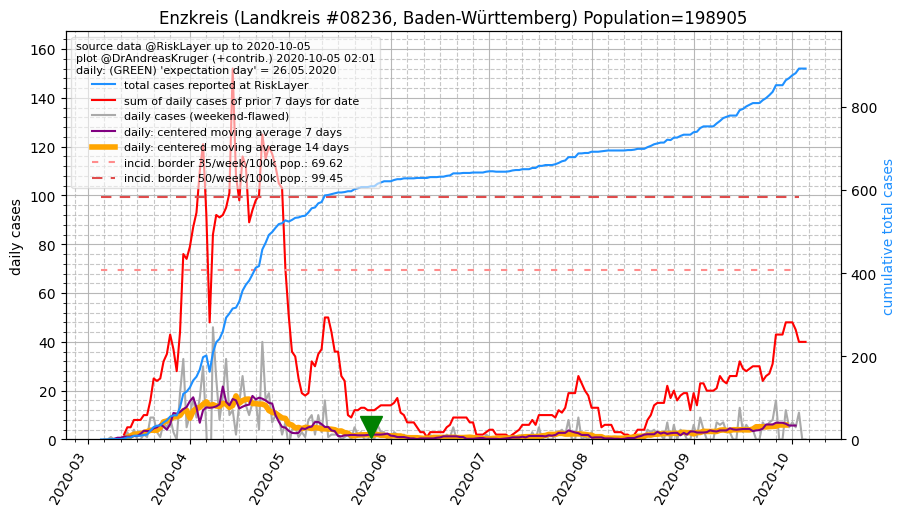 Enzkreis (Landkreis #08236, Baden-Württemberg) Population=198905
source data @RiskLayer up to 2020-10-05
plot @DrAndreasKruger (+contrib.) 2020-10-05 02:01
daily: (GREEN) 'expectation day' = 26.05.2020
total cases reported at RiskLayer
sum of daily cases of prior 7 days for date
daily cases (weekend-flawed)
daily: centered moving average 7 days
daily: centered moving average 14 days
incid. border 35/week/100k pop.: 69.62
incid. border 50/week/100k pop.: 99.45
daily cases
160
140
120
100
80
60
40
20
0
cumulative total cases
800
600
400
200
0
2020-03
2020-04
2020-05
2020-06
2020-07
2020-08
2020-09
2020-10